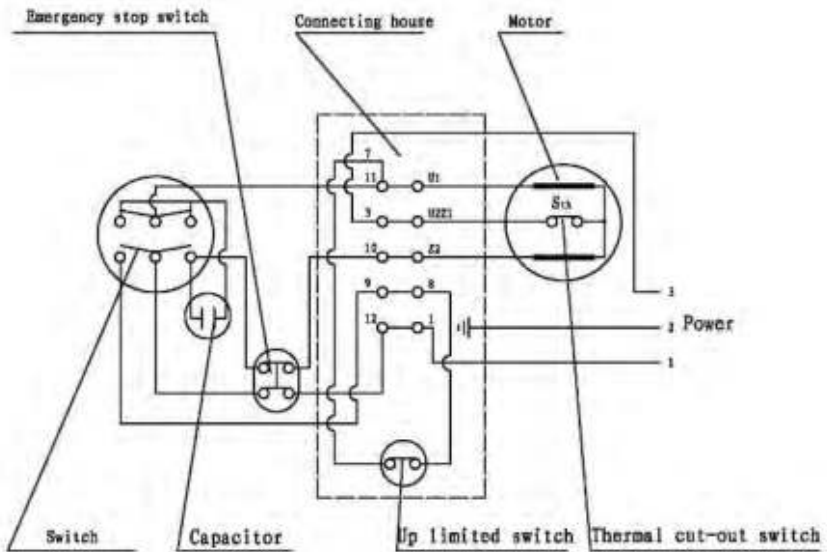 Emergency stop switch
Connecting house
Motor
7
11
U1
Sth
3
U2Z1
10
Z2
9
8
3
12
1
2
Power
1
Switch
Capacitor
Up limited switch
Thermal cut-out switch